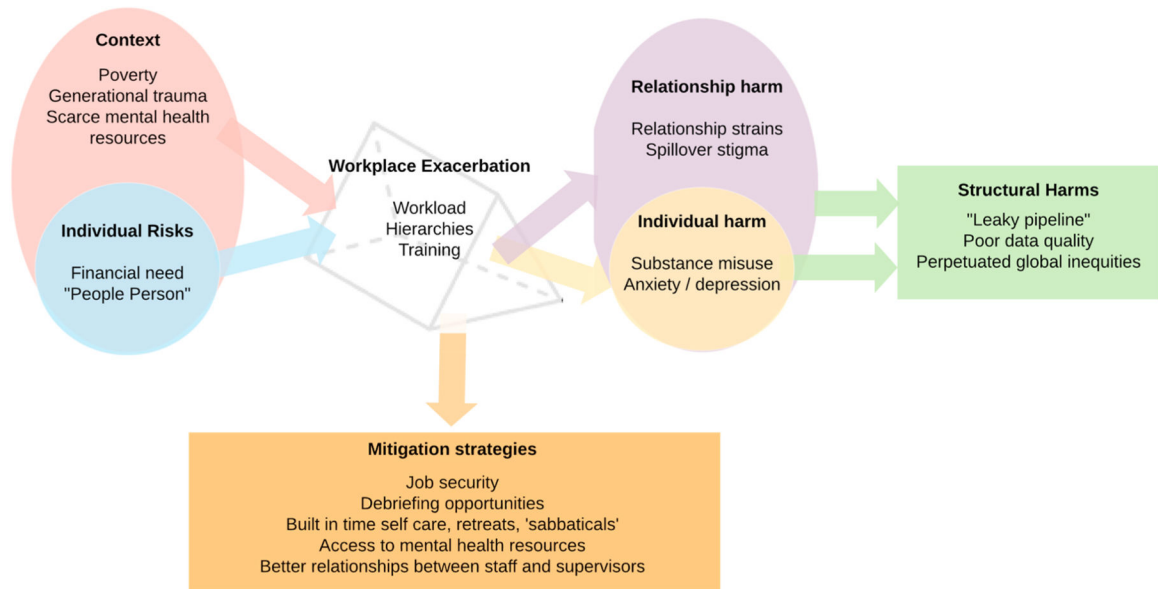 Context
Poverty
Generational trauma
Scarce mental health
resources
Individual Risks
Financial need
"People Person"
Workplace Exacerbation
Workload
Hierarchies
Training
Relationship harm
Relationship strains
Spillover stigma
Individual harm
Substance misuse
Anxiety / depression
Structural Harms
"Leaky pipeline"
Poor data quality
Perpetuated global inequities
Mitigation strategies
Job security
Debriefing opportunities
Built in time self care, retreats, 'sabbaticals'
Access to mental health resources
Better relationships between staff and supervisors